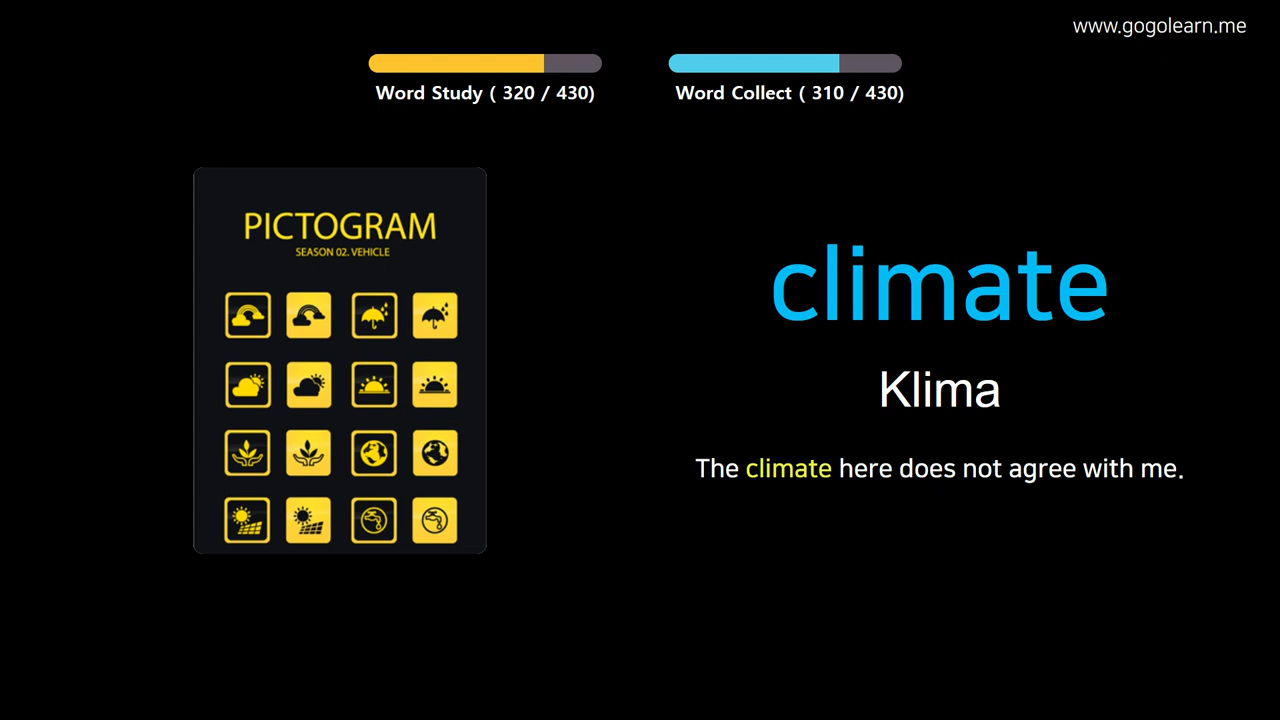 www.gogolearn.me
Word Study ( 320 / 430)
Word Collect ( 310 / 430)
PICTOGRAM
SEASON 02. VEHICLE
climate
Klima
The climate here does not agree with me.